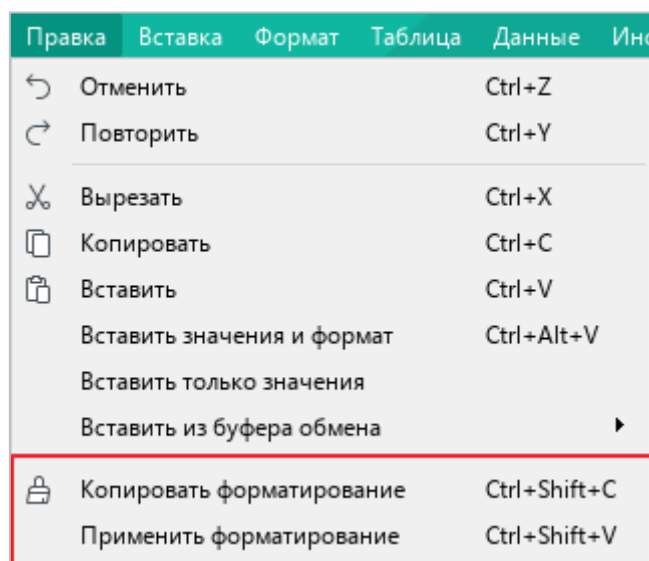 Правка Вставка Формат Таблица Данные
Отменить Ctrl+Z
Повторить Ctrl+Y
Вырезать Ctrl+X
Копировать Ctrl+C
Вставить Ctrl+V
Вставить значения и формат Ctrl+Alt+V
Вставить только значения
Вставить из буфера обмена
Копировать форматирование Ctrl+Shift+C
Применить форматирование Ctrl+Shift+V